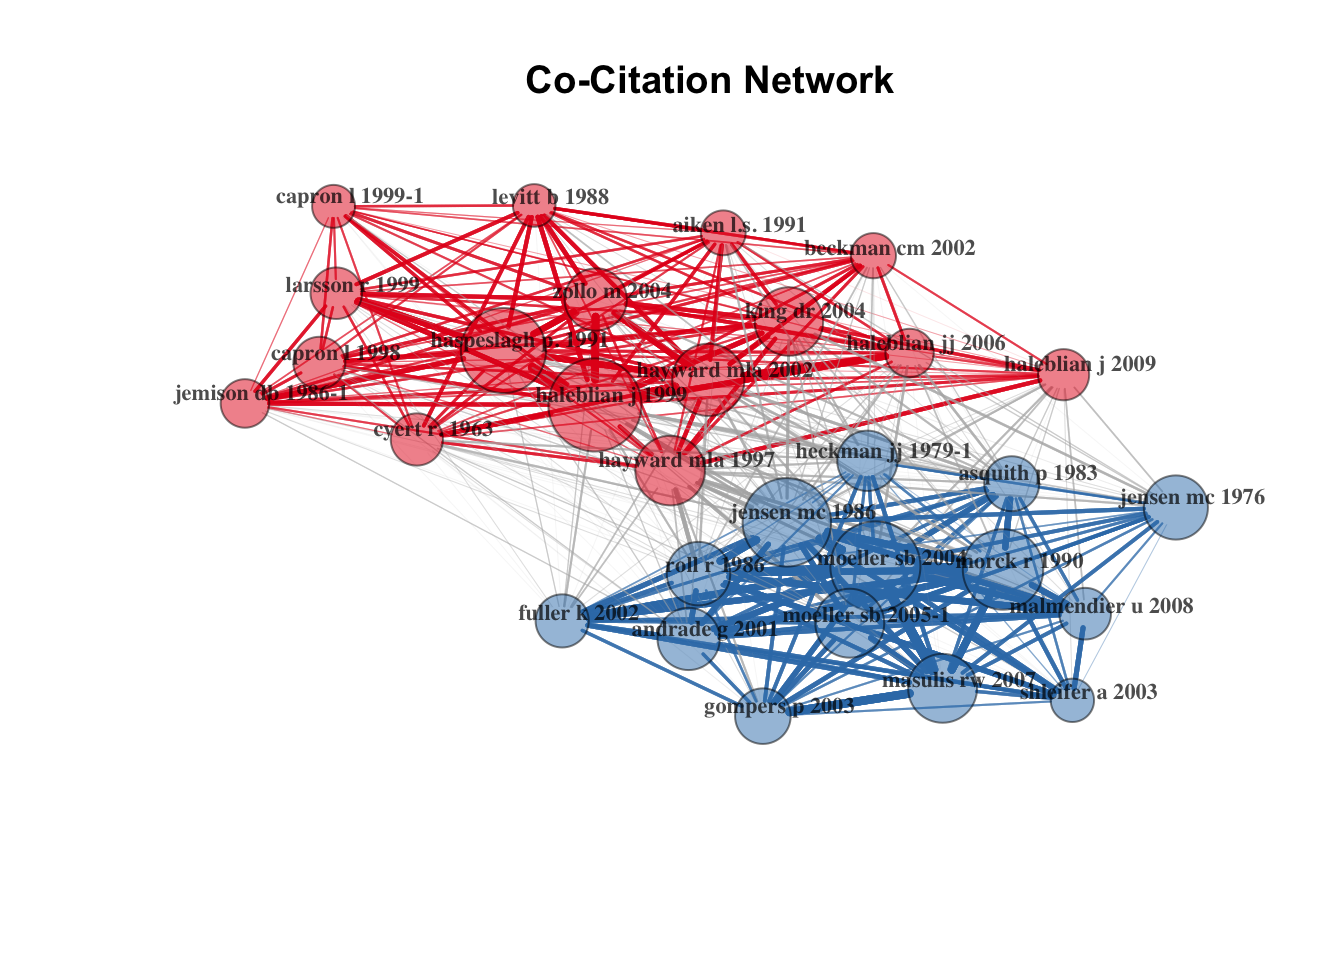 Co-Citation Network
capron l 1999-1
levitt b 1988
aiken l.s. 1991
beckman cm 2002
larsson r 1999
zollo m 2004
king dr 2004
haspeslagh p. 1991
haleblian jj 2006
capron l 1998
haleblian j 2009
hayward mla 2002
jemison db 1986-1
haleblian j 1999
cyert r. 1963
hayward mla 1997
heckman jj 1979-1
asquith p 1983
jensen mc 1976
jensen mc 1986
moeller sb 2004
morck r 1990
roll r 1986
malmendier u 2008
fuller k 2002
moeller sb 2005-1
andrade g 2001
masulis rw 2007
shleifer a 2003
gompers p 2003